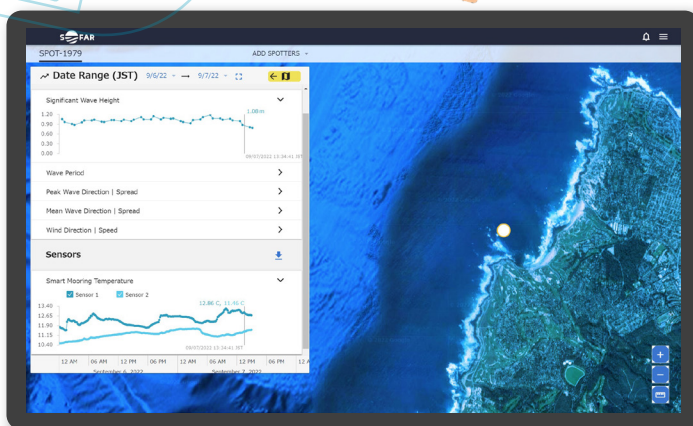 SOFAR
SPOT-1979
ADD SPOTTERS
Date Range (JST) 9/6/22 → 9/7/22
Significant Wave Height
1.08m
1.20
0.90
0.60
0.30
0.00
09/07/2022 13:34:41 JST
Wave Period
Peak Wave Direction | Spread
Mean Wave Direction | Spread
Wind Direction | Speed
Sensors
Smart Mooring Temperature
Sensor 1 Sensor 2
12.86 C, 11.46 C
13.40
12.65
11.90
11.15
10.40
09/07/2022 13:34:41 JST
12 AM 06 AM 12 PM 06 PM 12 AM 06 AM 12 PM 06 PM 12 A
September 6, 2022 September 7, 2022